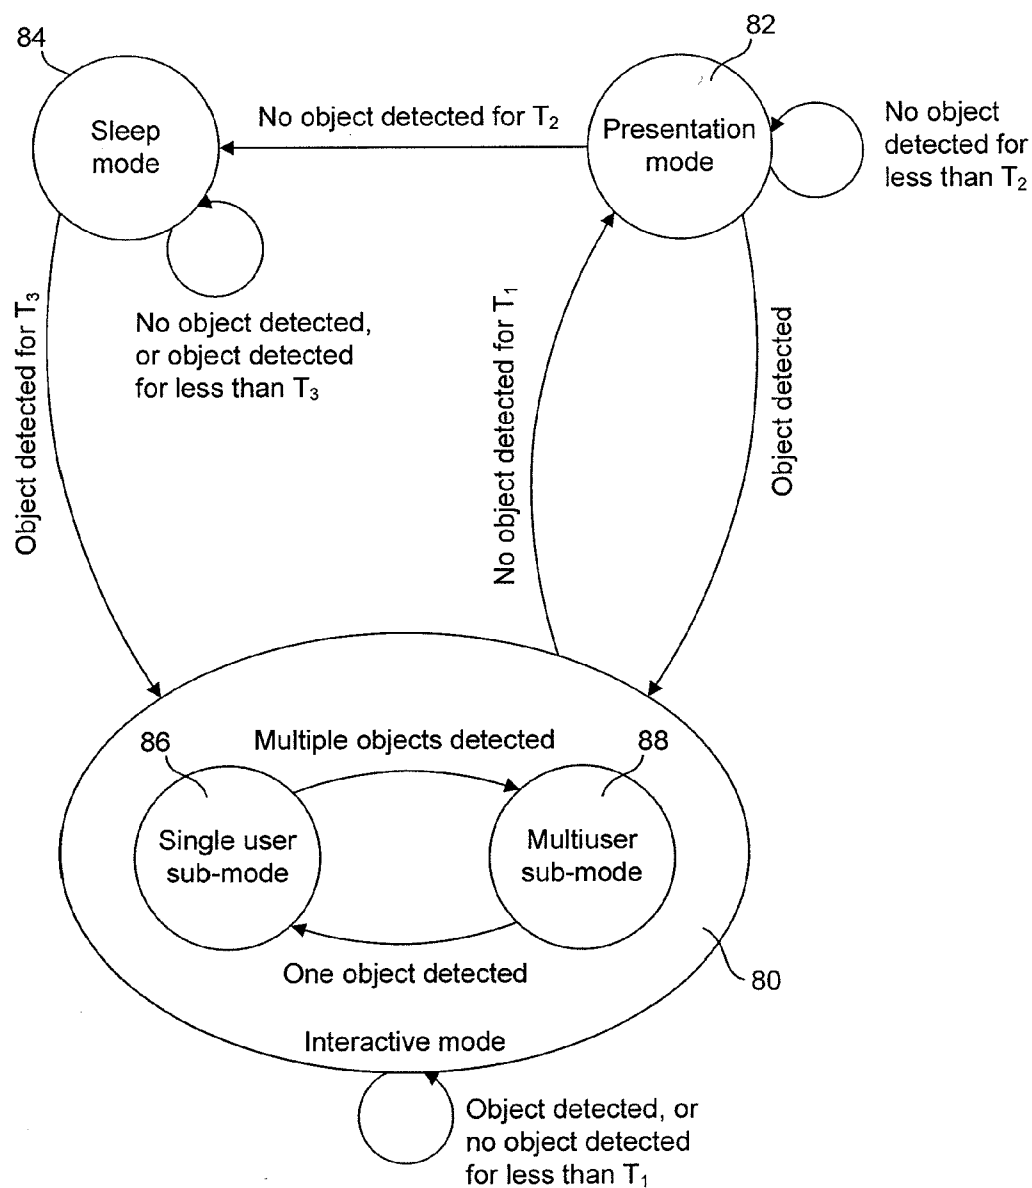 84
82
Sleep
mode
No object detected for T₂
Presentation
mode
No object
detected for
less than T₂
No object detected,
or object detected
for less than T₃
Object detected for T₃
No object detected for T₁
Object detected
86
Multiple objects detected
88
Single user
sub-mode
Multiuser
sub-mode
One object detected
80
Interactive mode
Object detected, or
no object detected
for less than T₁